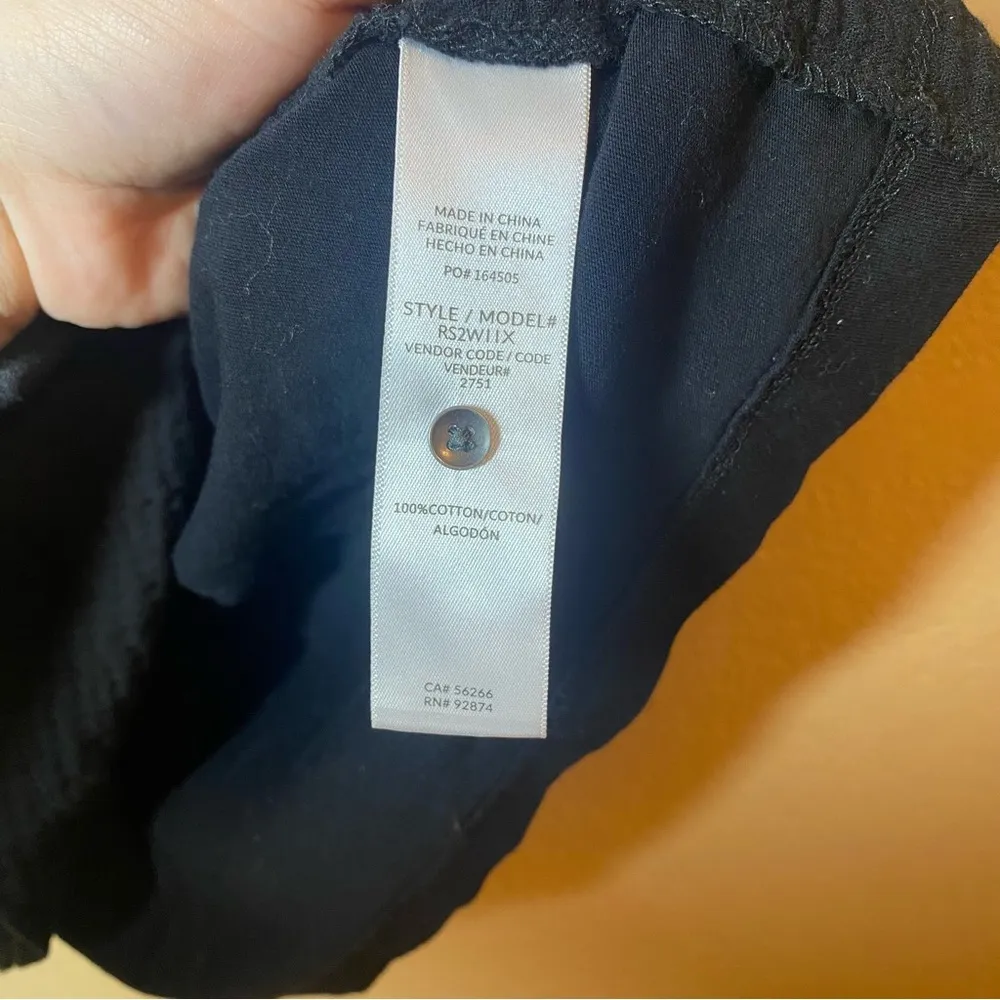 MADE IN CHINA
FABRIQUÉ EN CHINE
HECHO EN CHINA
PO# 164505
STYLE / MODEL#
RS2W11X
VENDOR CODE / CODE
VENDEUR#
2751
100%COTTON/COTON/
ALGODÓN
CA# 56266
RN# 92874